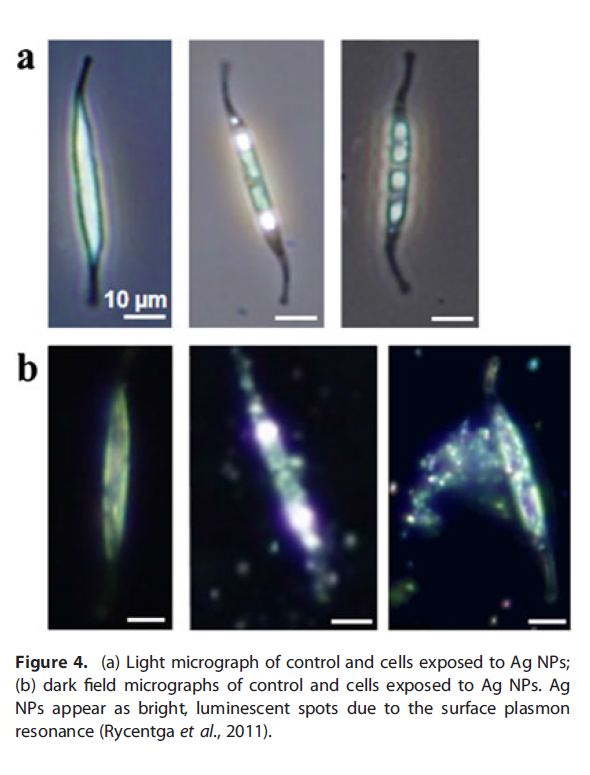 a
10 µm
b
Figure 4. (a) Light micrograph of control and cells exposed to Ag NPs;
(b) dark field micrographs of control and cells exposed to Ag NPs. Ag
NPs appear as bright, luminescent spots due to the surface plasmon
resonance (Rycentga et al., 2011).